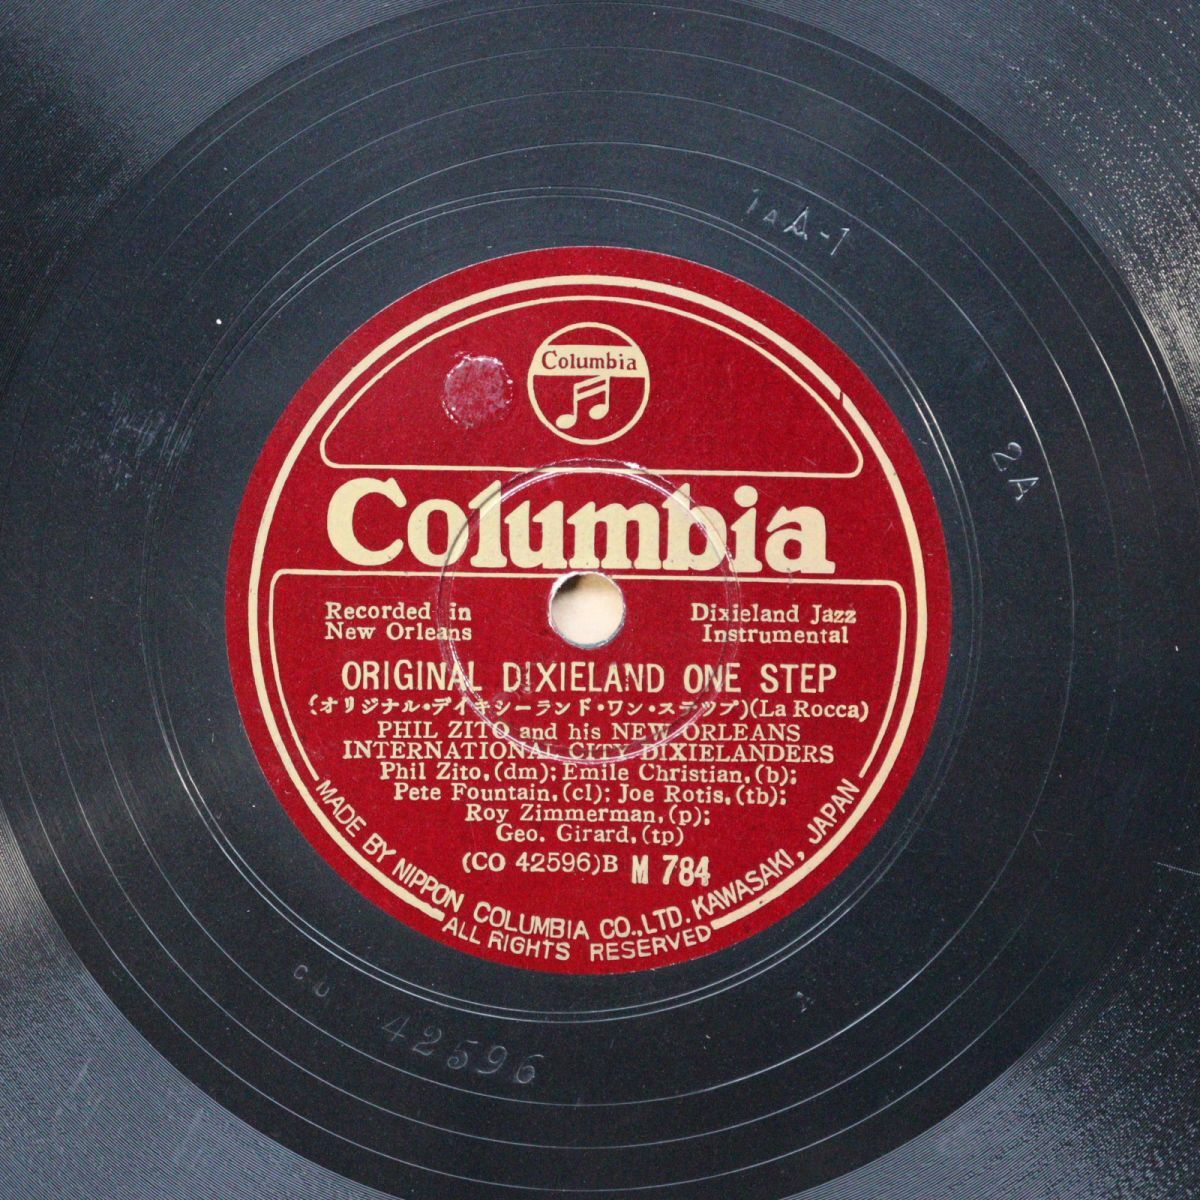 1AA-1
2A
Columbia
Columbia
Recorded in
New Orleans
Dixieland Jazz
Instrumental
ORIGINAL DIXIELAND ONE STEP
(オリジナル・デイキシーランド・ワン・ステツプ)(La Rocca)
PHIL ZITO and his NEW ORLEANS
INTERNATIONAL CITY DIXIELANDERS
Phil Zito,(dm); Emile Christian,(b);
Pete Fountain,(cl); Joe Rotis,(tb);
Roy Zimmerman,(p);
Geo. Girard,(tp)
(CO 42596)B M 784
MADE BY NIPPON COLUMBIA CO.,LTD. KAWASAKI, JAPAN
ALL RIGHTS RESERVED
42596
A